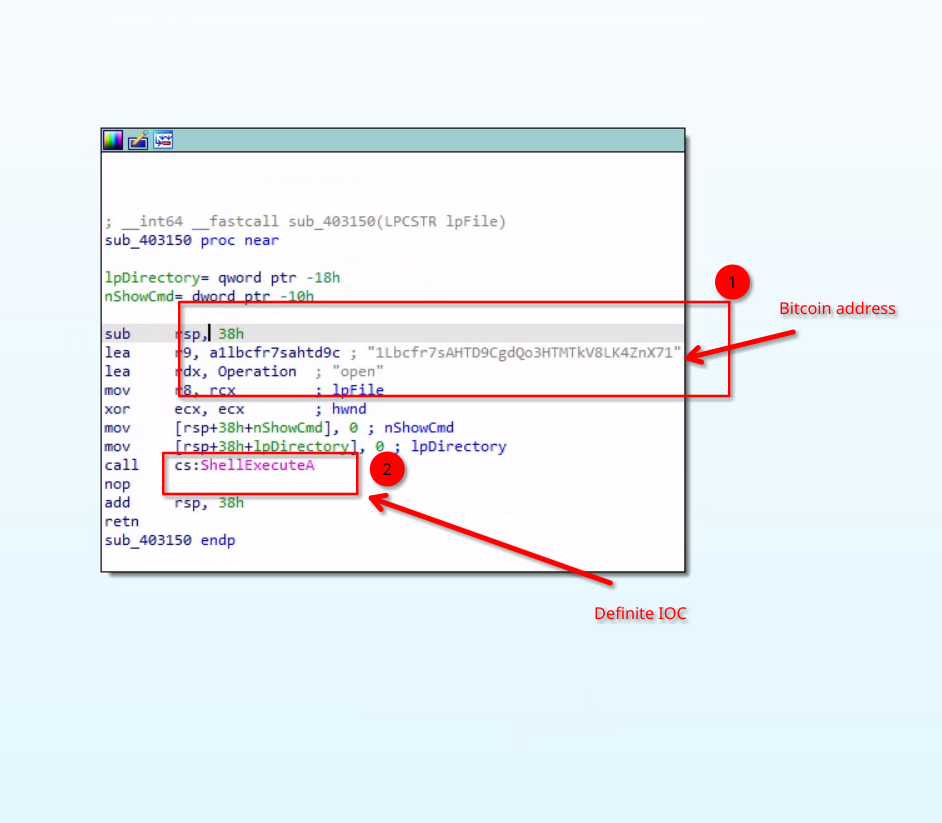 ; __int64 __fastcall sub_403150(LPCSTR lpFile)
sub_403150 proc near
lpDirectory= qword ptr -18h
nShowCmd= dword ptr -10h
1
Bitcoin address
sub rsp, 38h
lea r9, a1lbcfr7sahtd9c ; "1Lbcfr7sAHTD9CgdQo3HTMTkV8LK4ZnX71"
lea rdx, Operation ; "open"
mov r8, rcx ; lpFile
xor ecx, ecx ; hwnd
mov [rsp+38h+nShowCmd], 0 ; nShowCmd
mov [rsp+38h+lpDirectory], 0 ; lpDirectory
call cs:ShellExecuteA
2
nop
add rsp, 38h
retn
sub_403150 endp
Definite IOC